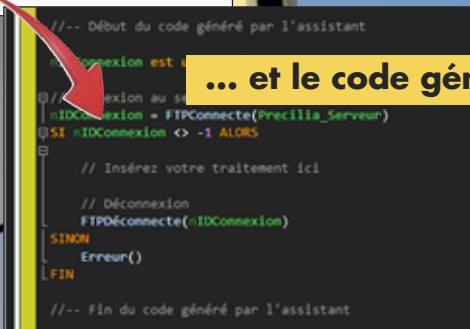 //-- Début du code généré par l'assistant
est u
... et le code gén
nIDConnexion = FTPConnecte(Precilia_Serveur)
SI nIDConnexion <> -1 ALORS
// Insérez votre traitement ici
// Déconnexion
FTPDéconnecte(nIDConnexion)
SINON
Erreur()
FIN
//-- Fin du code généré par l'assistant